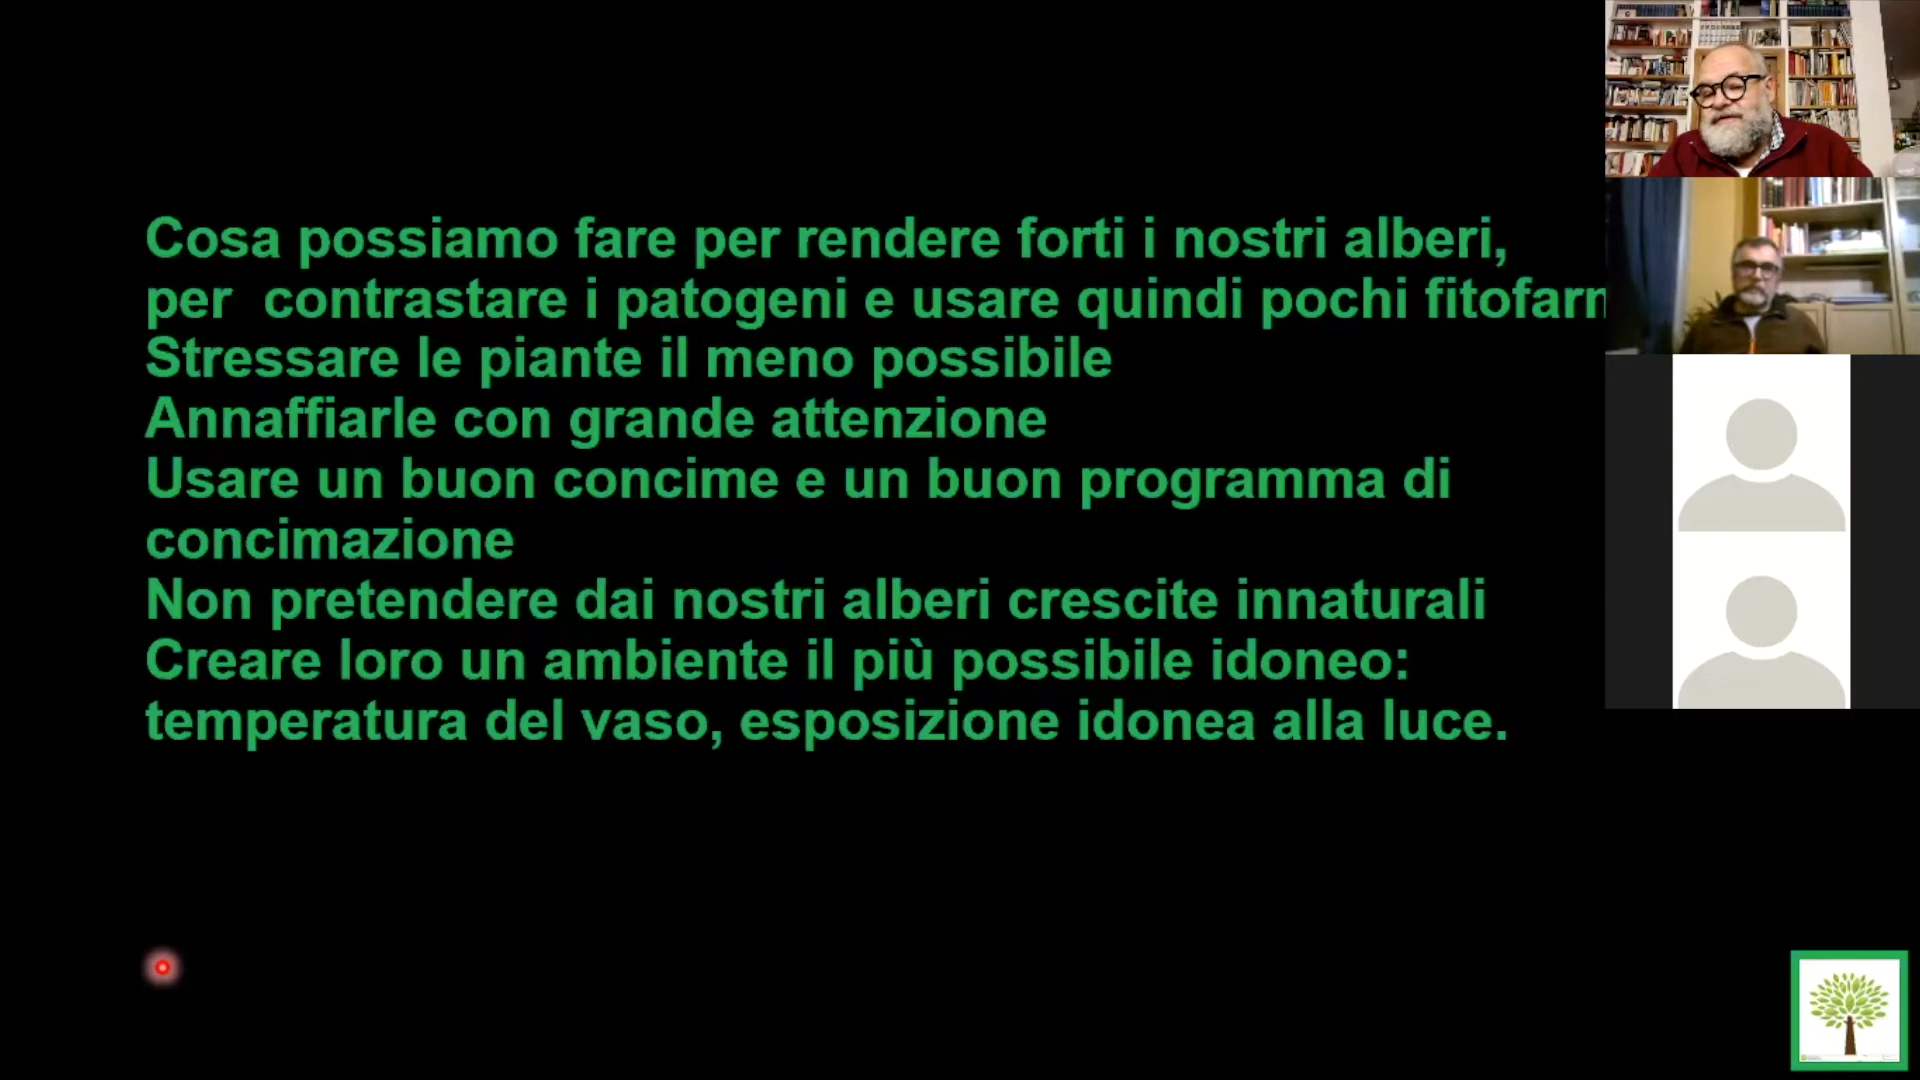 Cosa possiamo fare per rendere forti i nostri alberi,
per contrastare i patogeni e usare quindi pochi
Stressare le piante il meno possibile
Annaffiarle con grande attenzione
Usare un buon concime e un buon programma di
concimazione
Non pretendere dai nostri alberi crescite innaturali
Creare loro un ambiente il più possibile idoneo:
temperatura del vaso, esposizione idonea alla luce.